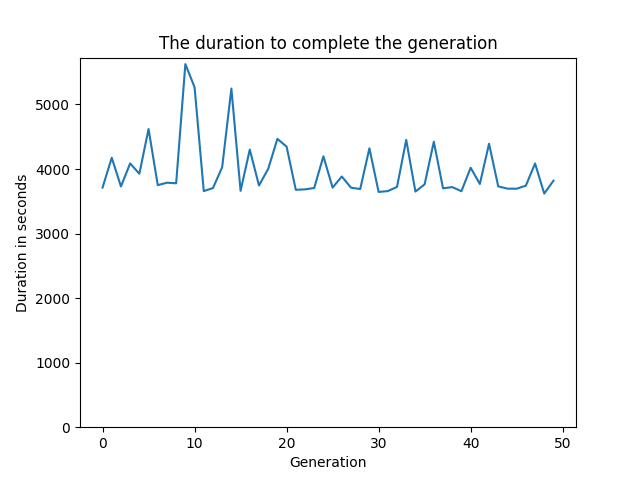 The duration to complete the generation
Duration in seconds
5000
4000
3000
2000
1000
0
0 10 20 30 40 50
Generation